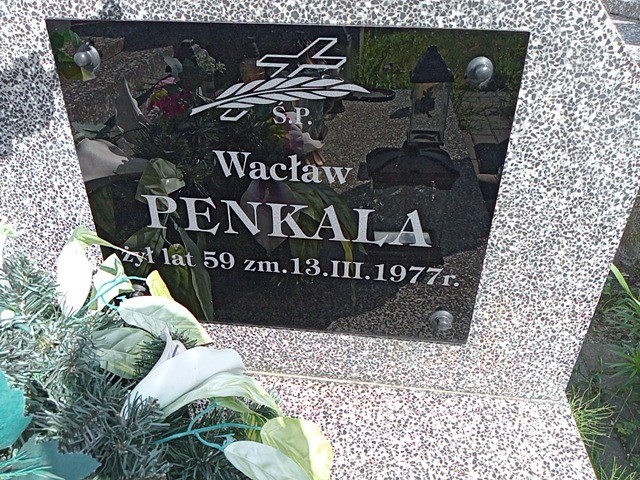 Ś.P.
Wacław
PENKALA
żył lat 59 zm.13.III.1977r.